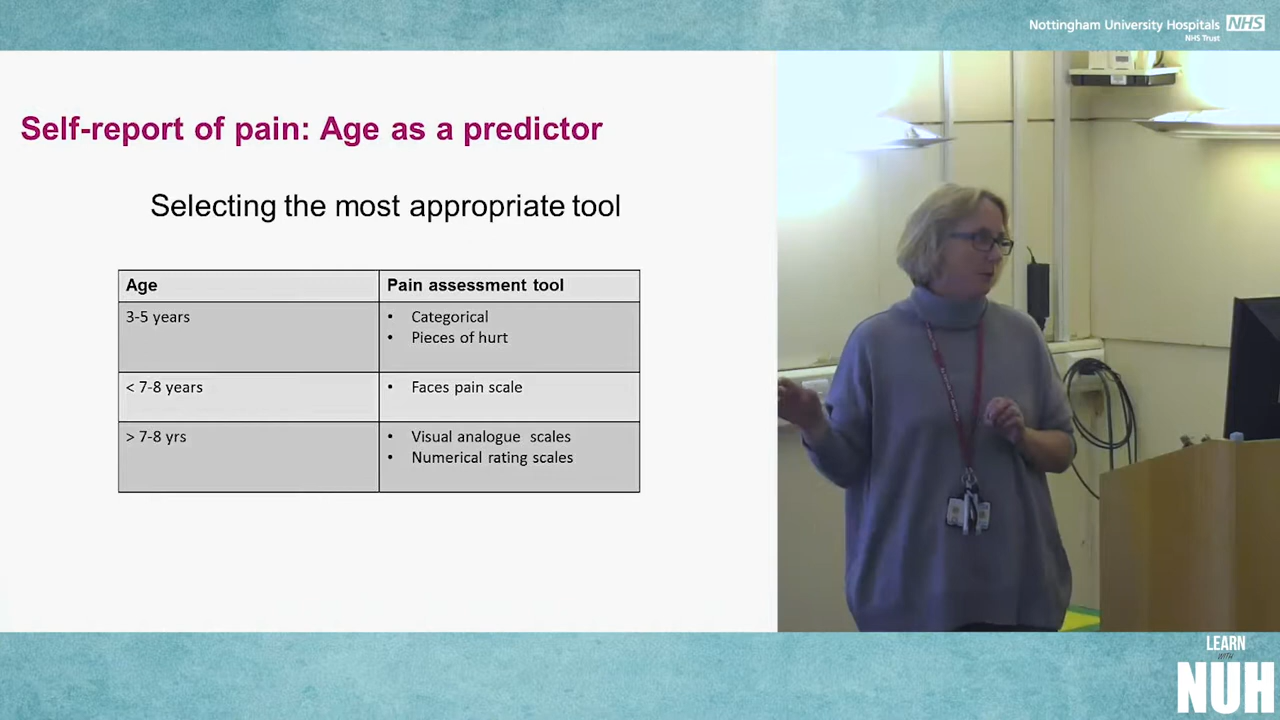 Nottingham University Hospitals NHS
NHS Trust
Self-report of pain: Age as a predictor
Selecting the most appropriate tool
Age Pain assessment tool
3-5 years • Categorical
• Pieces of hurt
< 7-8 years • Faces pain scale
> 7-8 yrs • Visual analogue scales
• Numerical rating scales
LEARN
WITH
NUH